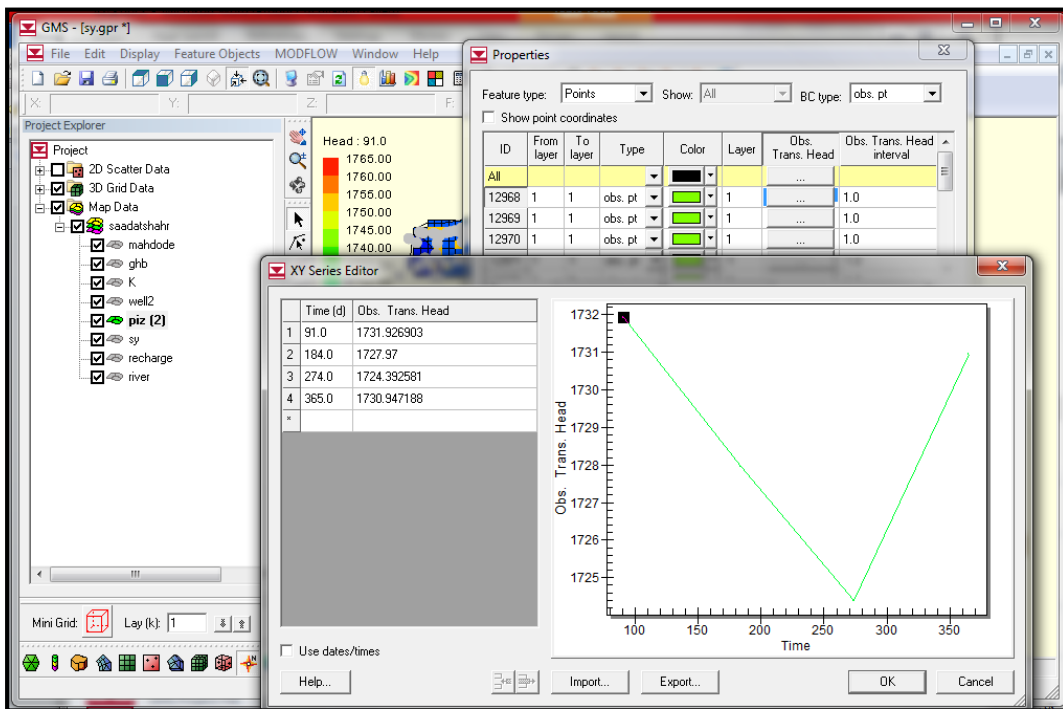 GMS - [sy.gpr *]
File Edit Display Feature Objects MODFLOW Window Help
X: Y: Z: F:
Project Explorer
Project
2D Scatter Data
3D Grid Data
Map Data
saadatshahr
mahdode
ghb
K
well2
piz (2)
sy
recharge
river
Mini Grid: Lay (k): 1
Head : 91.0
1765.00
1760.00
1755.00
1750.00
1745.00
1740.00
Properties
Feature type: Points Show: All BC type: obs. pt
Show point coordinates
ID From layer To layer Type Color Layer Obs. Trans. Head Obs. Trans. Head interval
All ...
12968 1 1 obs. pt 1 ... 1.0
12969 1 1 obs. pt 1 ... 1.0
12970 1 1 obs. pt 1 ... 1.0
XY Series Editor
Time (d) Obs. Trans. Head
1 91.0 1731.926903
2 184.0 1727.97
3 274.0 1724.392581
4 365.0 1730.947188
*
Obs. Trans. Head
1732
1731
1730
1729
1728
1727
1726
1725
100 150 200 250 300 350
Time
Use dates/times
Help... Import... Export... OK Cancel